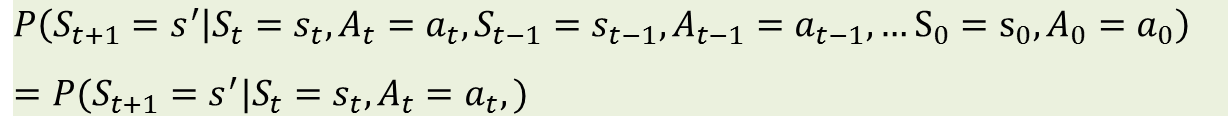 P(S_{t+1} = s'|S_t = s_t, A_t = a_t, S_{t-1} = s_{t-1}, A_{t-1} = a_{t-1}, … S_0 = s_0, A_0 = a_0)
= P(S_{t+1} = s'|S_t = s_t, A_t = a_t, )